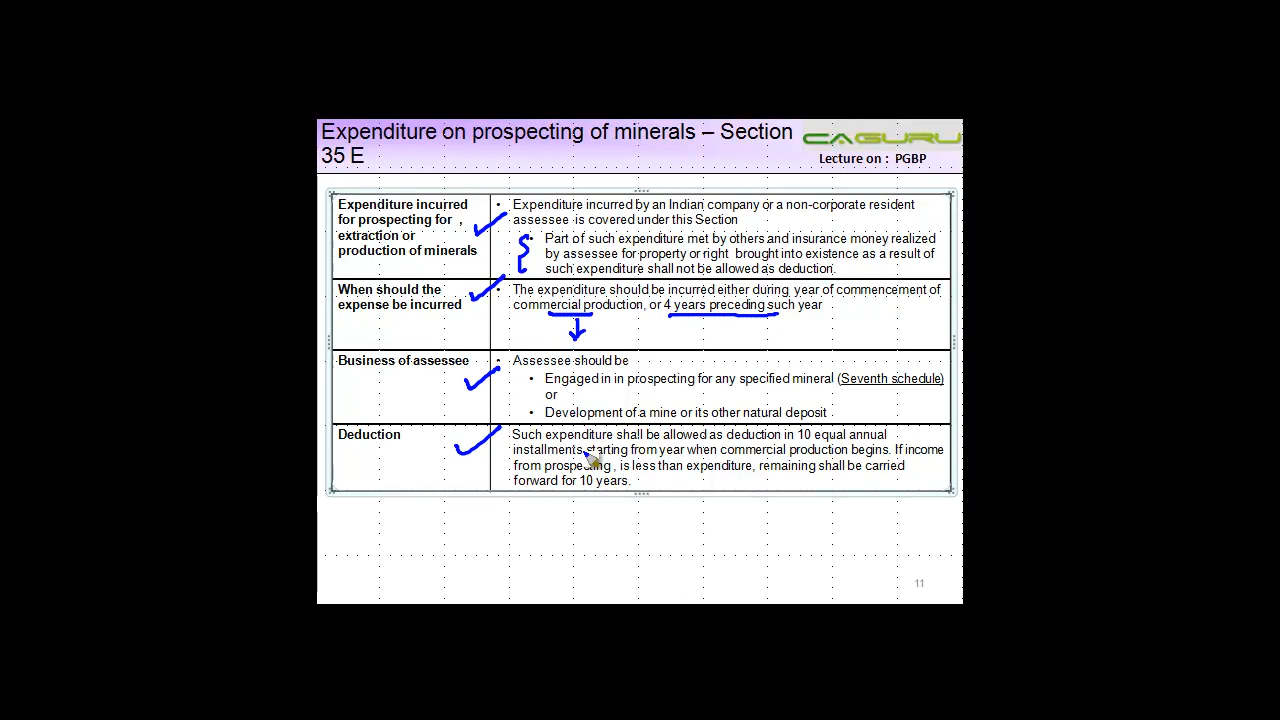 Expenditure on prospecting of minerals – Section
35 E
CAGURU
Lecture on : PGBP
Expenditure incurred
for prospecting for ,
extraction or
production of minerals
• Expenditure incurred by an Indian company or a non-corporate resident
assessee is covered under this Section
• Part of such expenditure met by others and insurance money realized
by assessee for property or right brought into existence as a result of
such expenditure shall not be allowed as deduction.
When should the
expense be incurred
• The expenditure should be incurred either during year of commencement of
commercial production, or 4 years preceding such year
Business of assessee
• Assessee should be
• Engaged in in prospecting for any specified mineral (Seventh schedule)
or
• Development of a mine or its other natural deposit
Deduction
Such expenditure shall be allowed as deduction in 10 equal annual
installments starting from year when commercial production begins. If income
from prospecting , is less than expenditure, remaining shall be carried
forward for 10 years.
11